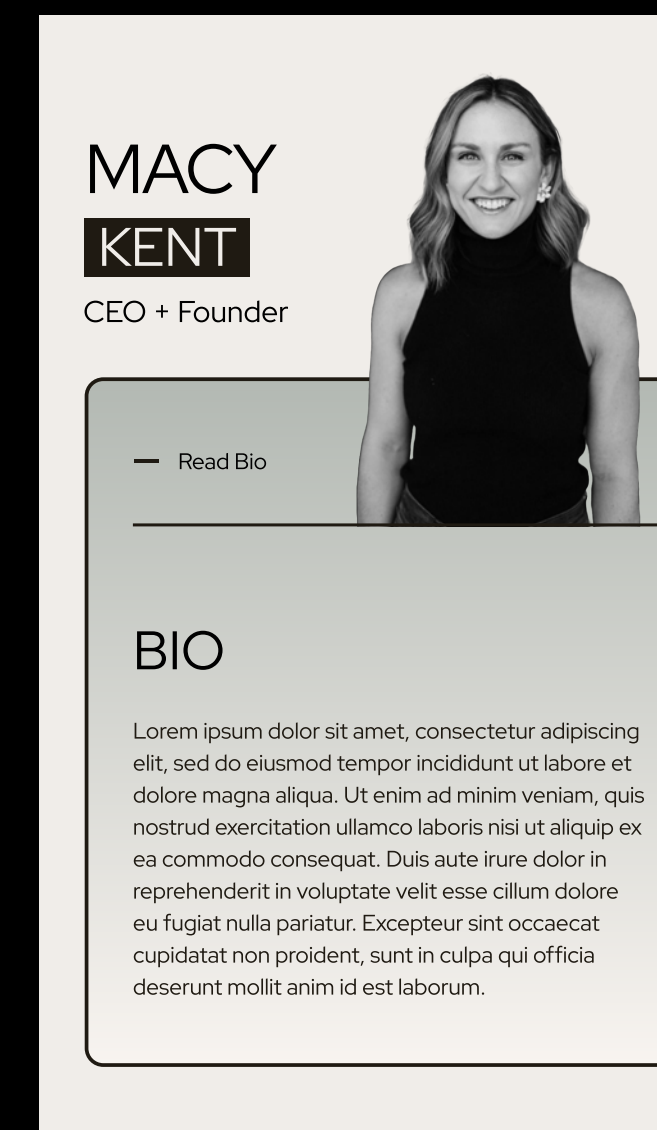 MACY
KENT
CEO + Founder
Read Bio
BIO
Lorem ipsum dolor sit amet, consectetur adipiscing
elit, sed do eiusmod tempor incididunt ut labore et
dolore magna aliqua. Ut enim ad minim veniam, quis
nostrud exercitation ullamco laboris nisi ut aliquip ex
ea commodo consequat. Duis aute irure dolor in
reprehenderit in voluptate velit esse cillum dolore
eu fugiat nulla pariatur. Excepteur sint occaecat
cupidatat non proident, sunt in culpa qui officia
deserunt mollit anim id est laborum.